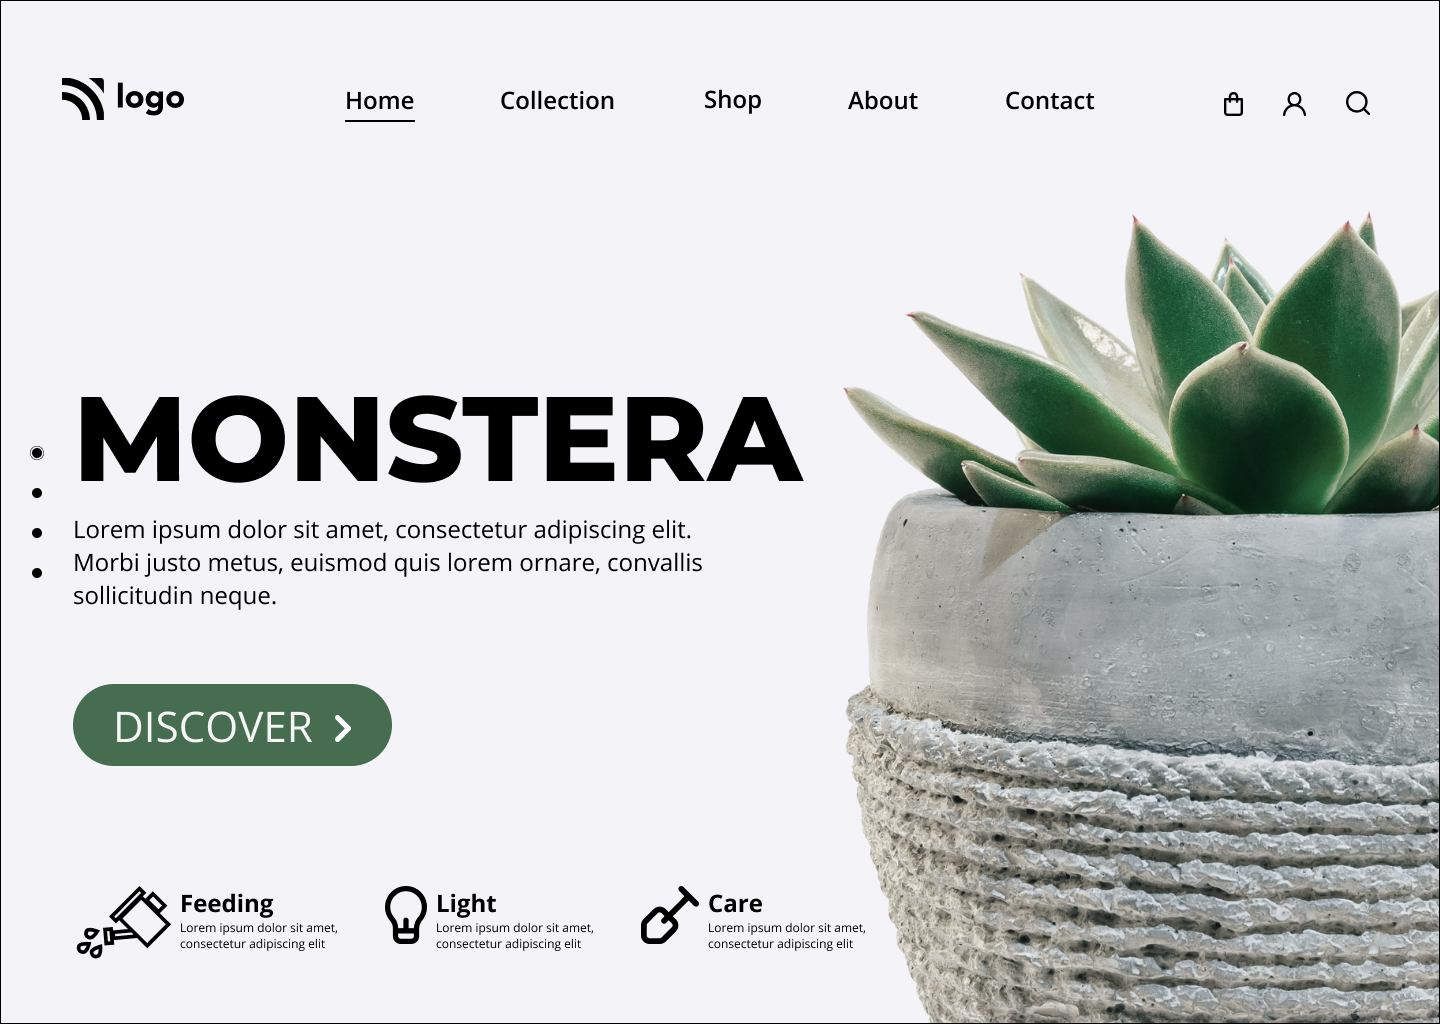 logo
Home
Collection
Shop
About
Contact
MONSTERA
Lorem ipsum dolor sit amet, consectetur adipiscing elit.
Morbi justo metus, euismod quis lorem ornare, convallis
sollicitudin neque.
DISCOVER
Feeding
Lorem ipsum dolor sit amet,
consectetur adipiscing elit
Light
Lorem ipsum dolor sit amet,
consectetur adipiscing elit
Care
Lorem ipsum dolor sit amet,
consectetur adipiscing elit